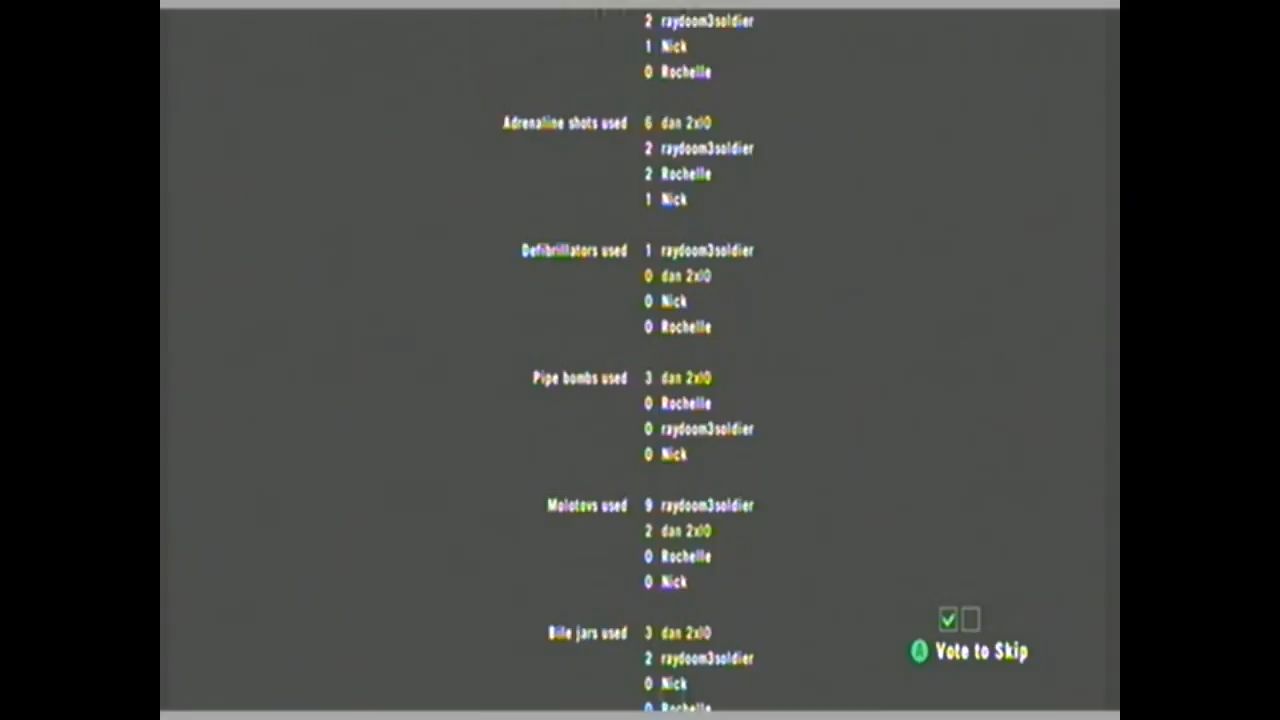 2 raydoom3soldier
1 Nick
0 Rochelle
Adrenaline shots used 6 dan 2xl0
2 raydoom3soldier
2 Rochelle
1 Nick
Defibrillators used 1 raydoom3soldier
0 dan 2xl0
0 Nick
0 Rochelle
Pipe bombs used 3 dan 2xl0
0 Rochelle
0 raydoom3soldier
0 Nick
Molotovs used 9 raydoom3soldier
2 dan 2xl0
0 Rochelle
0 Nick
Bile jars used 3 dan 2xl0
2 raydoom3soldier
0 Nick
0 Rochelle
A Vote to Skip